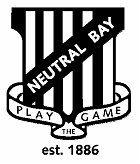 NEUTRAL BAY
PLAY THE GAME
est. 1886